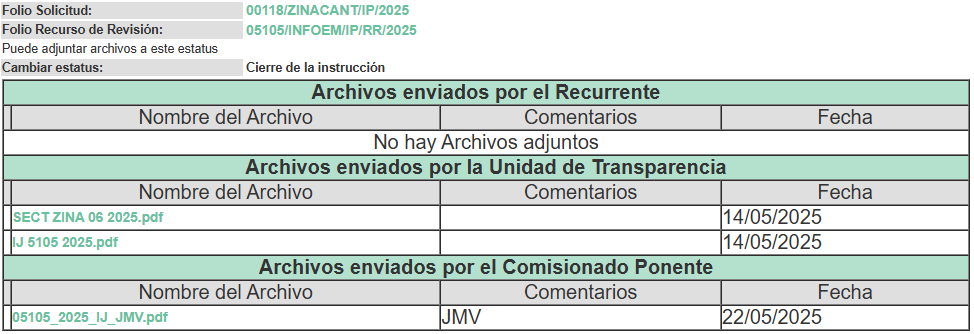 Folio Solicitud: 00118/ZINACANT/IP/2025
Folio Recurso de Revisión: 05105/INFOEM/IP/RR/2025
Puede adjuntar archivos a este estatus
Cambiar estatus: Cierre de la instrucción
Archivos enviados por el Recurrente
Nombre del Archivo Comentarios Fecha
No hay Archivos adjuntos
Archivos enviados por la Unidad de Transparencia
Nombre del Archivo Comentarios Fecha
SECT ZINA 06 2025.pdf 14/05/2025
IJ 5105 2025.pdf 14/05/2025
Archivos enviados por el Comisionado Ponente
Nombre del Archivo Comentarios Fecha
05105_2025_IJ_JMV.pdf JMV 22/05/2025